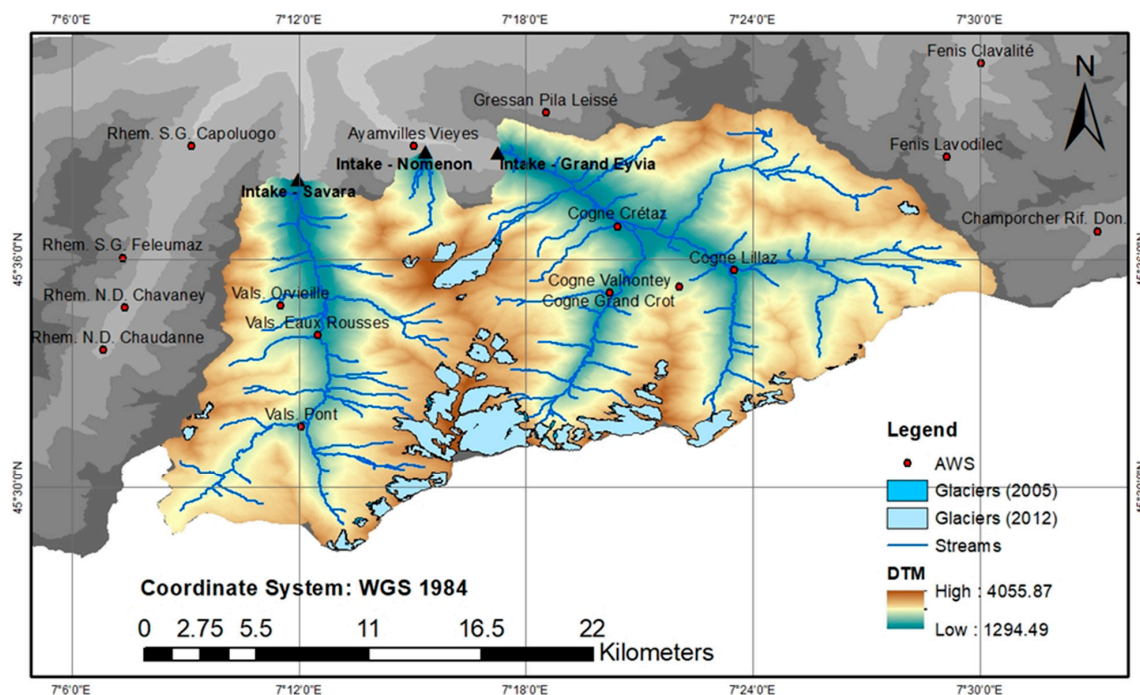 7°6'0"E 7°12'0"E 7°18'0"E 7°24'0"E 7°30'0"E
Fenis Clavalité
N
Gressan Pila Leissé
Rhem. S.G. Capoluogo
Ayamvilles Vieyes
Fenis Lavodilec
Intake - Nomenon
Intake - Grand Eyvia
Intake - Savara
Cogne Crétaz
Champorcher Rif. Don.
Rhem. S.G. Feleumaz
45°36'0"N
Cogne Lillaz
Cogne Valnontey
Rhem. N.D. Chavaney
Vals. Orvieille
Cogne Grand Crot
Vals. Eaux Rousses
Rhem. N.D. Chaudanne
Vals. Pont
Legend
AWS
Glaciers (2005)
45°30'0"N
Glaciers (2012)
Streams
DTM
High : 4055.87
Low : 1294.49
Coordinate System: WGS 1984
0 2.75 5.5 11 16.5 22
Kilometers
7°6'0"E 7°12'0"E 7°18'0"E 7°24'0"E 7°30'0"E